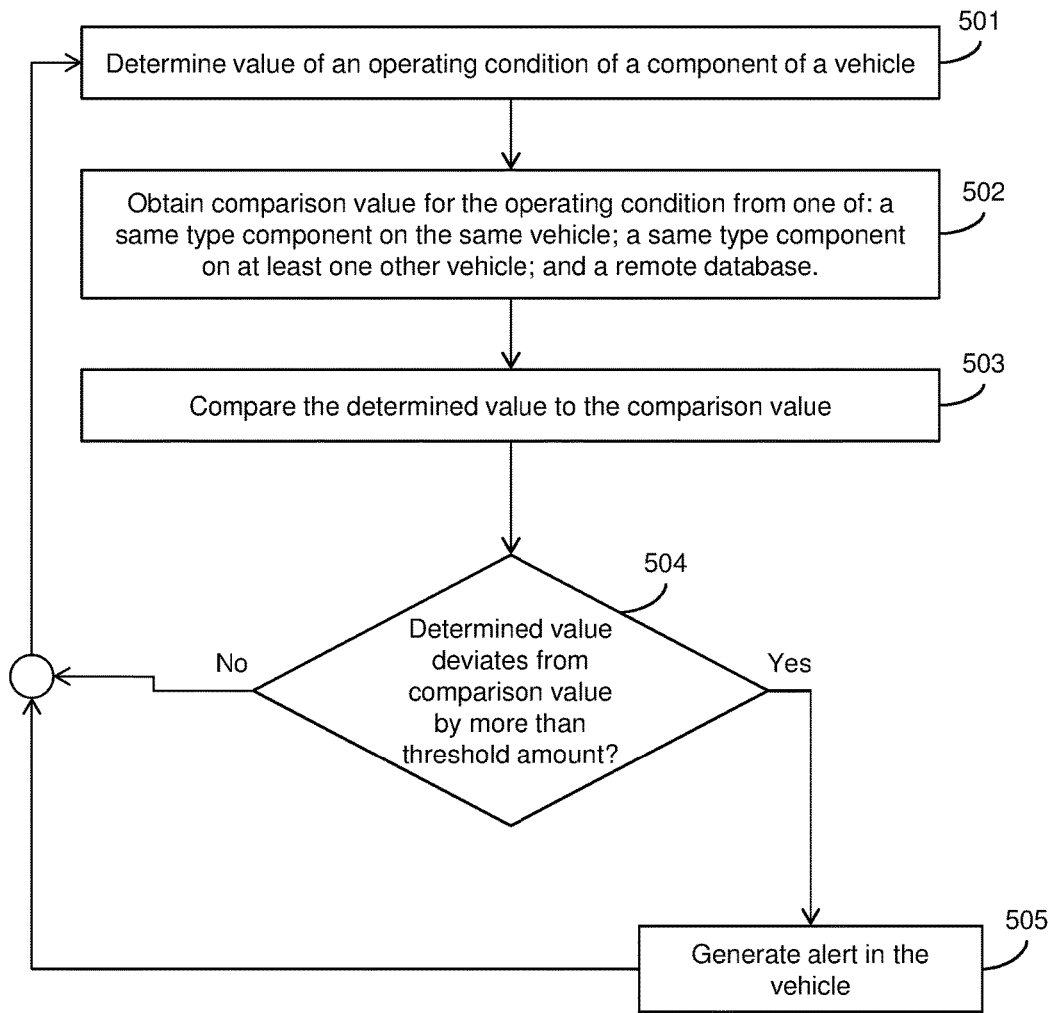 501
Determine value of an operating condition of a component of a vehicle
502
Obtain comparison value for the operating condition from one of: a
same type component on the same vehicle; a same type component
on at least one other vehicle; and a remote database.
503
Compare the determined value to the comparison value
504
Determined value
deviates from
comparison value
by more than
threshold amount?
No
Yes
505
Generate alert in the
vehicle